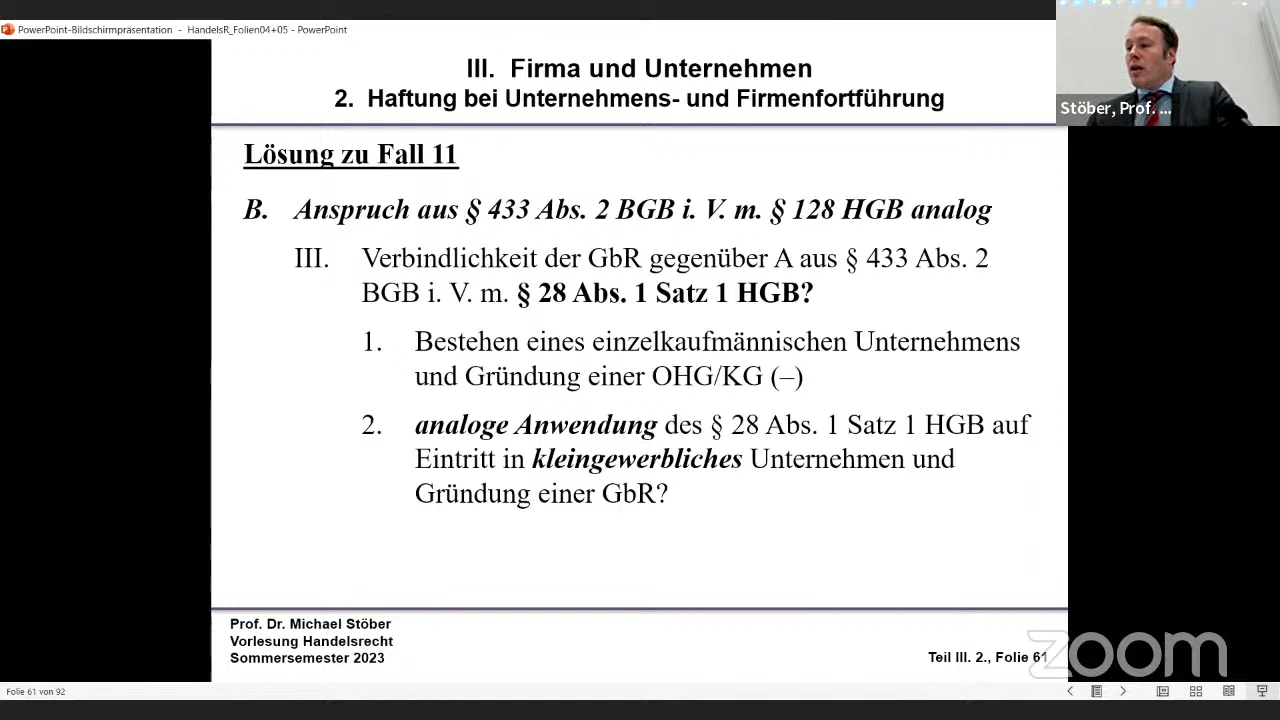 PowerPoint-Bildschirmpräsentation - HandelsR_Folien04+05 - PowerPoint
III. Firma und Unternehmen
2. Haftung bei Unternehmens- und Firmenfortführung
Stöber, Prof. ...
Lösung zu Fall 11
B. Anspruch aus § 433 Abs. 2 BGB i. V. m. § 128 HGB analog
III. Verbindlichkeit der GbR gegenüber A aus § 433 Abs. 2
BGB i. V. m. § 28 Abs. 1 Satz 1 HGB?
1. Bestehen eines einzelkaufmännischen Unternehmens
und Gründung einer OHG/KG (–)
2. analoge Anwendung des § 28 Abs. 1 Satz 1 HGB auf
Eintritt in kleingewerbliches Unternehmen und
Gründung einer GbR?
Prof. Dr. Michael Stöber
Vorlesung Handelsrecht
Sommersemester 2023
Teil III. 2., Folie 61
zoom
Folie 61 von 92